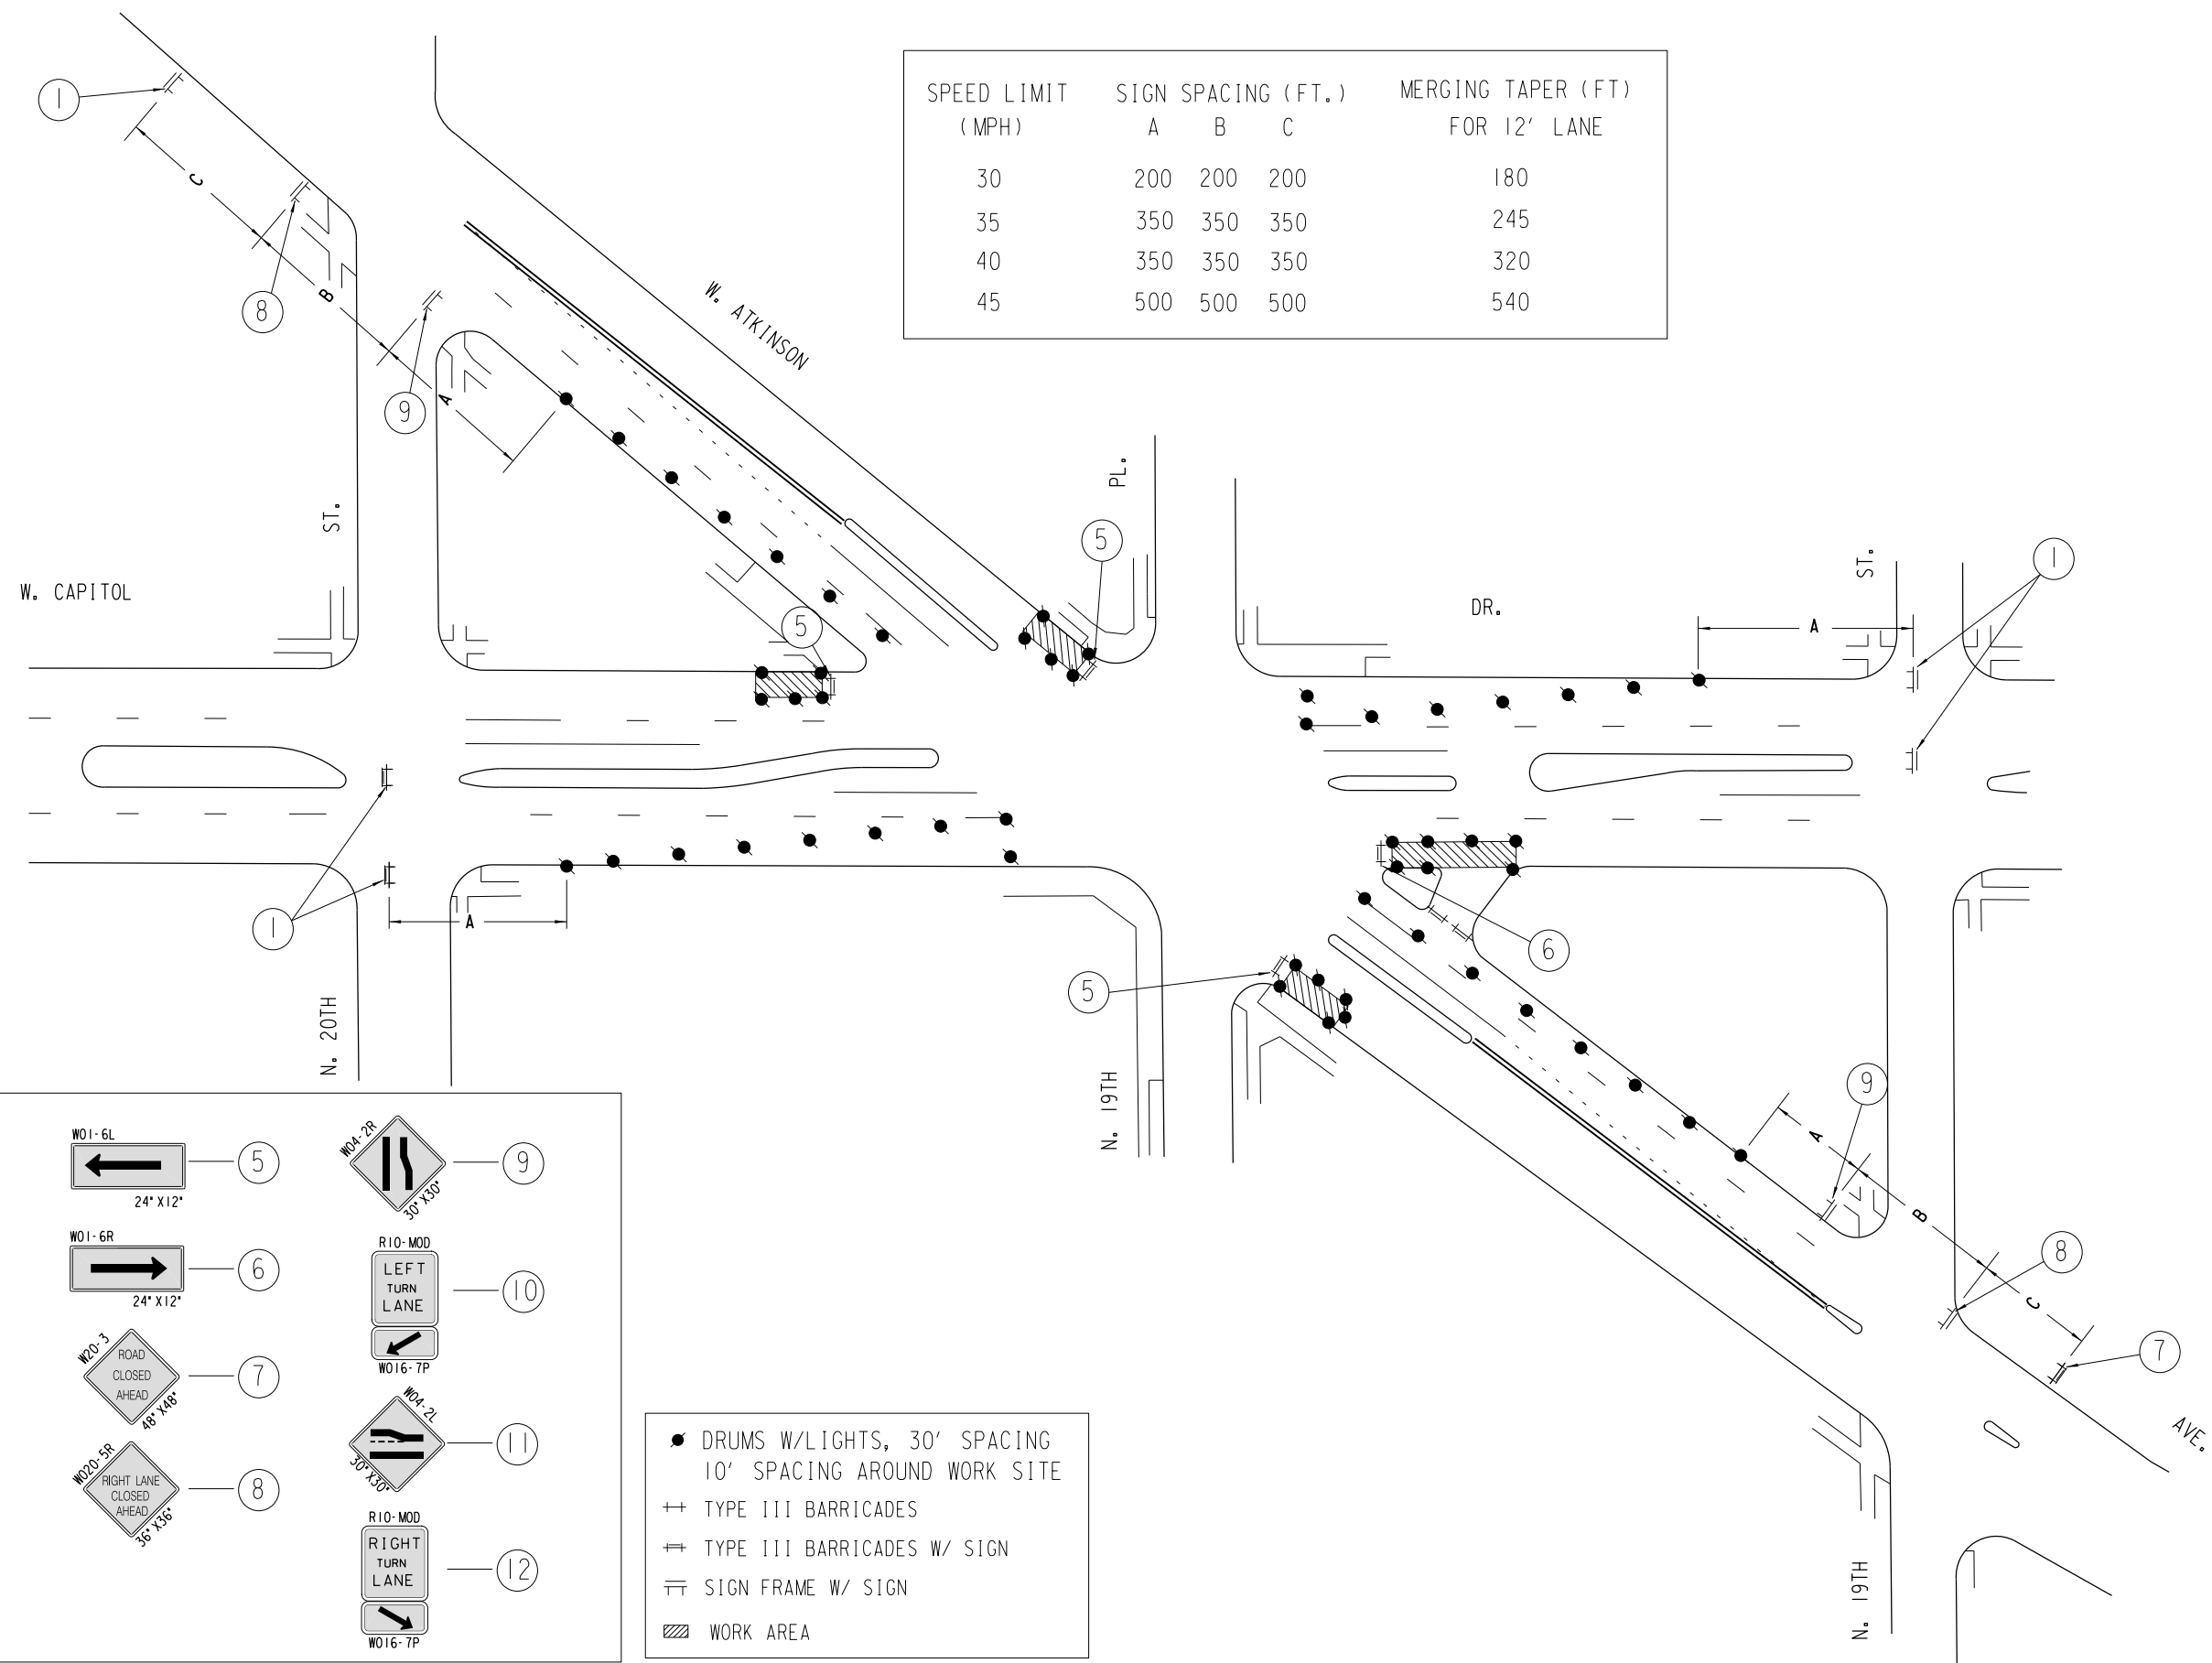 SPEED LIMIT SIGN SPACING (FT.) MERGING TAPER (FT)
(MPH) A B C FOR 12' LANE
30 200 200 200 180
35 350 350 350 245
40 350 350 350 320
45 500 500 500 540
1
C
8
B
9
A
W. ATKINSON
ST.
PL.
5
5
W. CAPITOL
DR.
ST.
A
1
1
A
N. 20TH
5
N. 19TH
6
9
A
B
8
C
7
AVE.
N. 19TH
W01-6L
24"X12"
5
W01-6R
24"X12"
6
W20-3
ROAD
CLOSED
AHEAD
48"X48"
7
W020-5R
RIGHT LANE
CLOSED
AHEAD
36"X36"
8
W04-2R
30"X30"
9
R10-MOD
LEFT
TURN
LANE
W016-7P
10
W04-2L
30"X30"
11
R10-MOD
RIGHT
TURN
LANE
W016-7P
12
DRUMS W/LIGHTS, 30' SPACING
10' SPACING AROUND WORK SITE
TYPE III BARRICADES
TYPE III BARRICADES W/ SIGN
SIGN FRAME W/ SIGN
WORK AREA